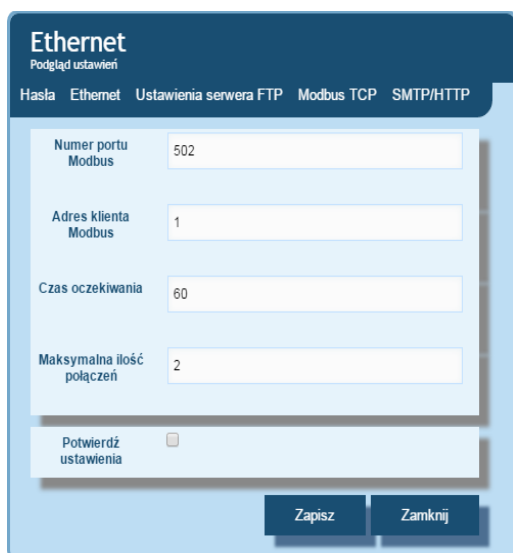 Ethernet
Podgląd ustawień
Hasła Ethernet Ustawienia serwera FTP Modbus TCP SMTP/HTTP
Numer portu
Modbus
502
Adres klienta
Modbus
1
Czas oczekiwania
60
Maksymalna ilość
połączeń
2
Potwierdź
ustawienia
Zapisz Zamknij